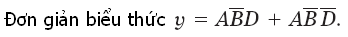 Đơn giản biểu thức y = AB̅D + AB̅D̅.